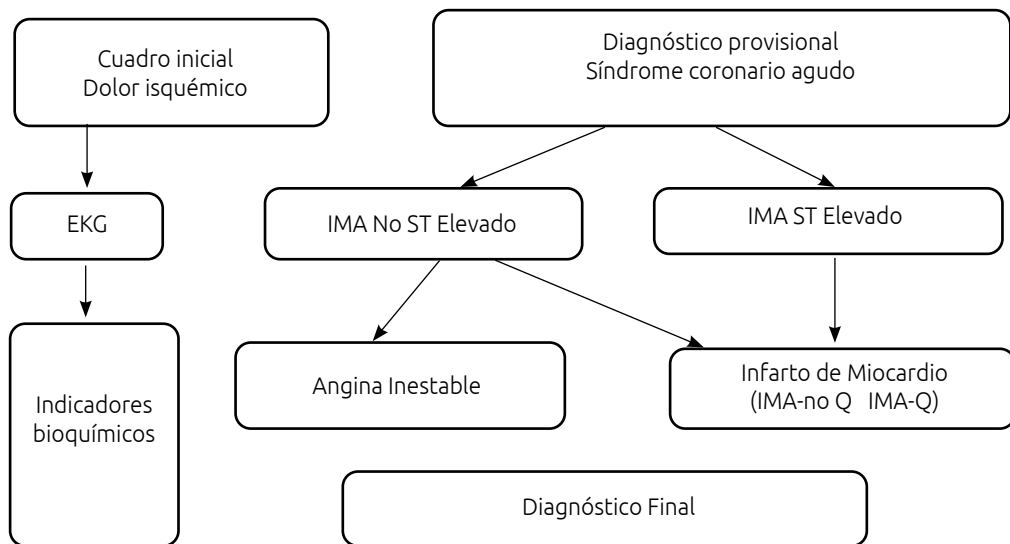 Cuadro inicial
Dolor isquémico
Diagnóstico provisional
Síndrome coronario agudo
EKG
IMA No ST Elevado
IMA ST Elevado
Indicadores
bioquímicos
Angina Inestable
Infarto de Miocardio
(IMA-no Q IMA-Q)
Diagnóstico Final